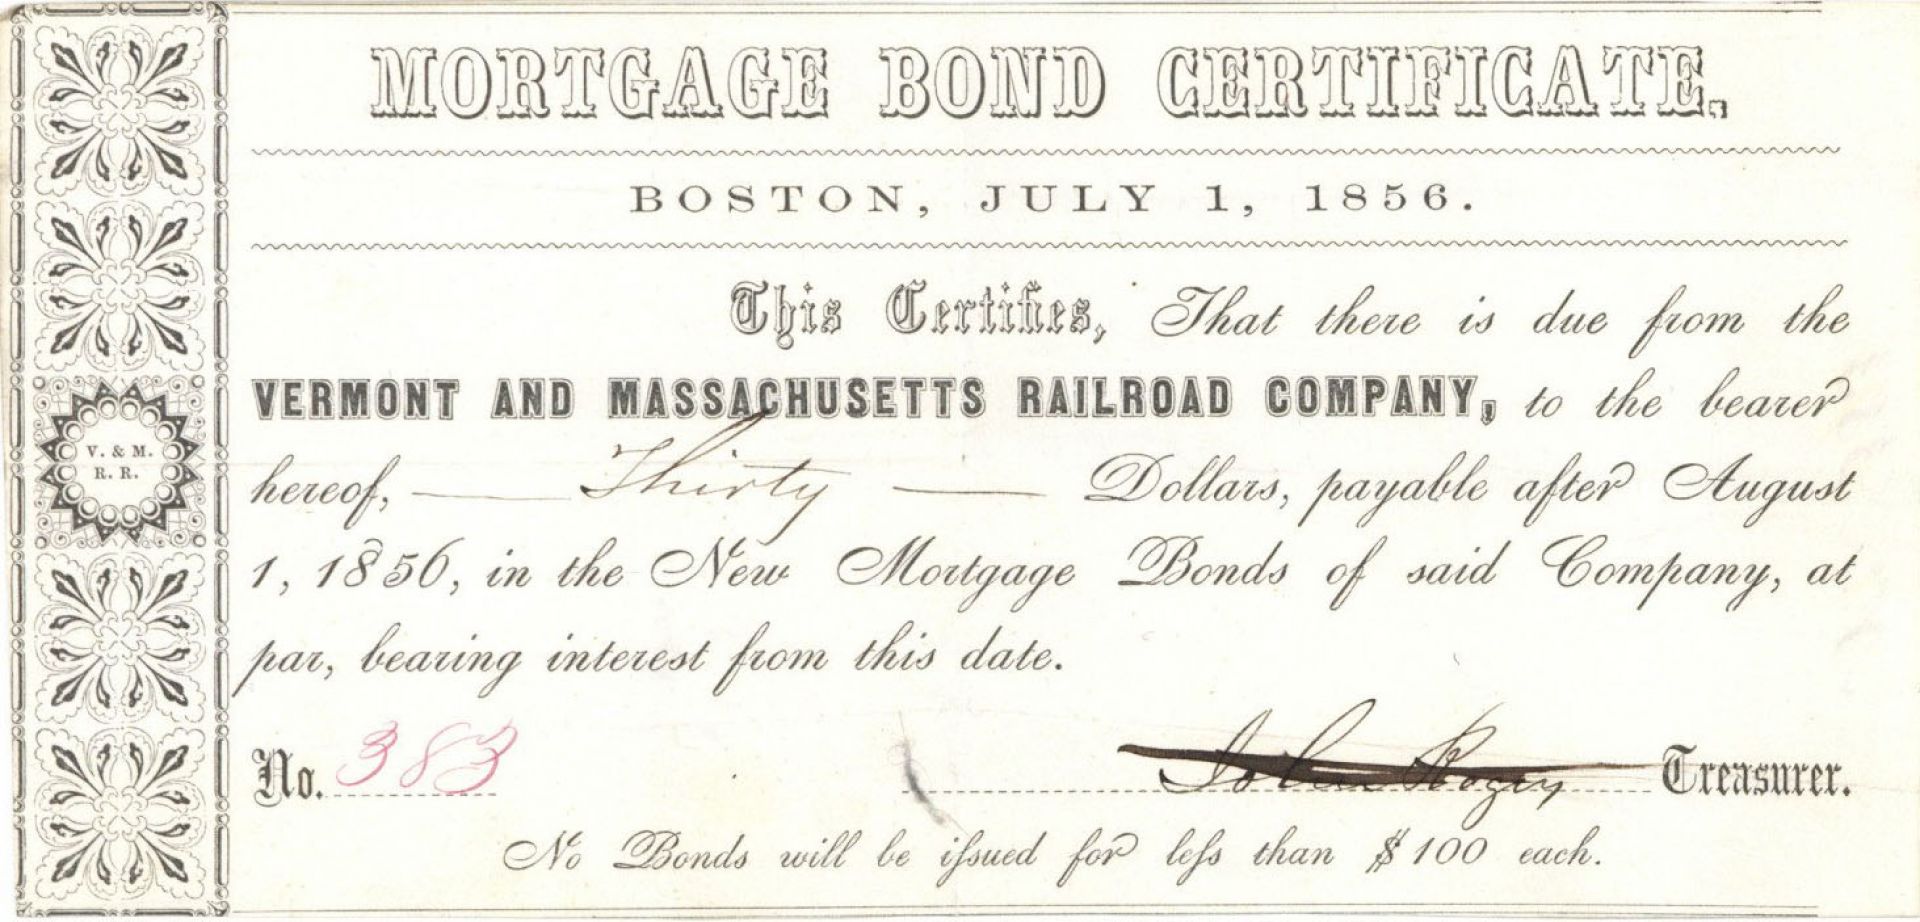 MORTGAGE BOND CERTIFICATE.
BOSTON, JULY 1, 1856.
This Certifies, That there is due from the
VERMONT AND MASSACHUSETTS RAILROAD COMPANY, to the bearer
V. & M.
R. R.
hereof, — Thirty — Dollars, payable after August
1, 1856, in the New Mortgage Bonds of said Company, at
par, bearing interest from this date.
No. 383 John Rogers Treasurer.
No Bonds will be iſsued for leſs than $100 each.